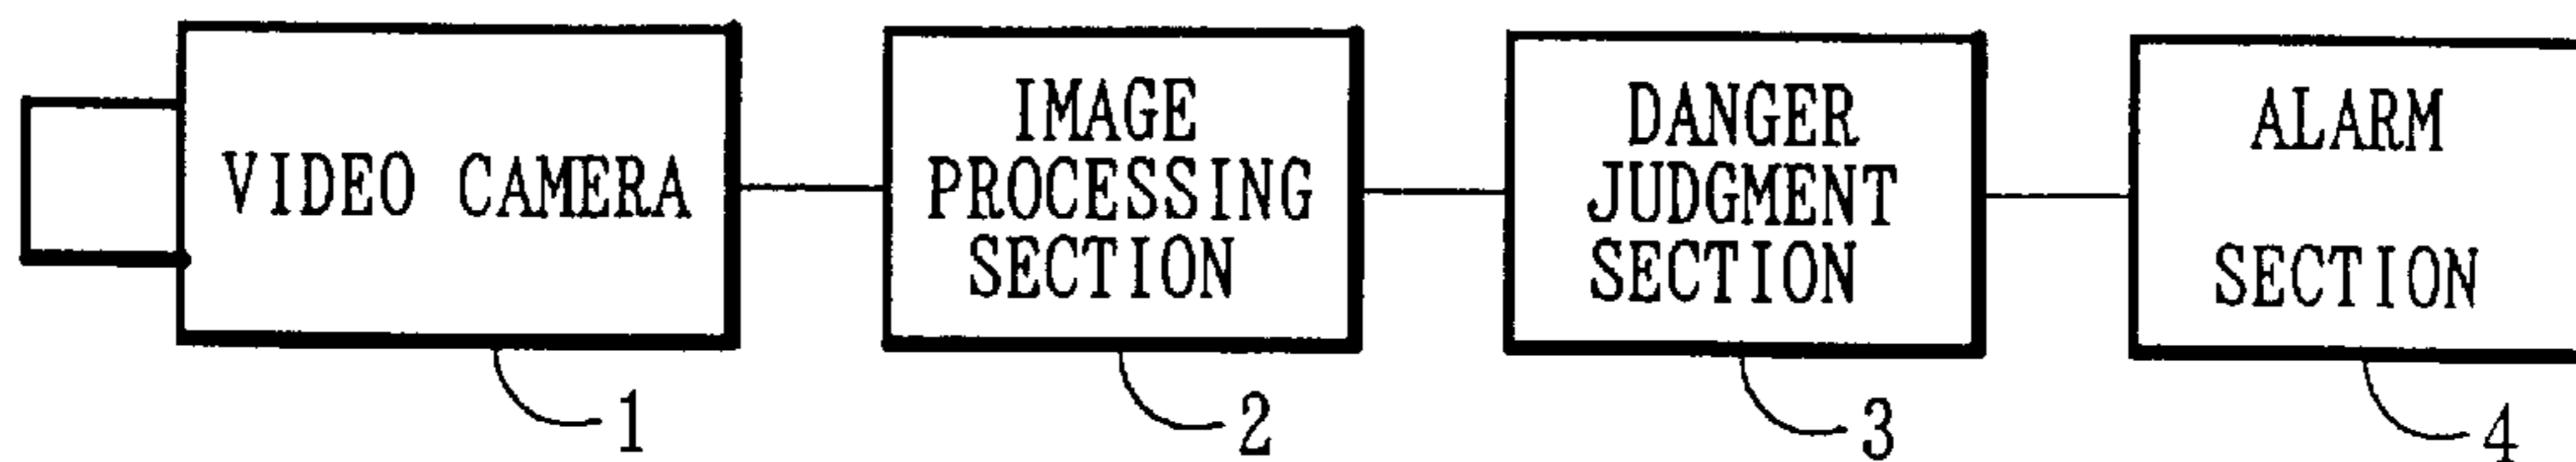 VIDEO CAMERA
IMAGE
PROCESSING
SECTION
DANGER
JUDGMENT
SECTION
ALARM
SECTION
1
2
3
4